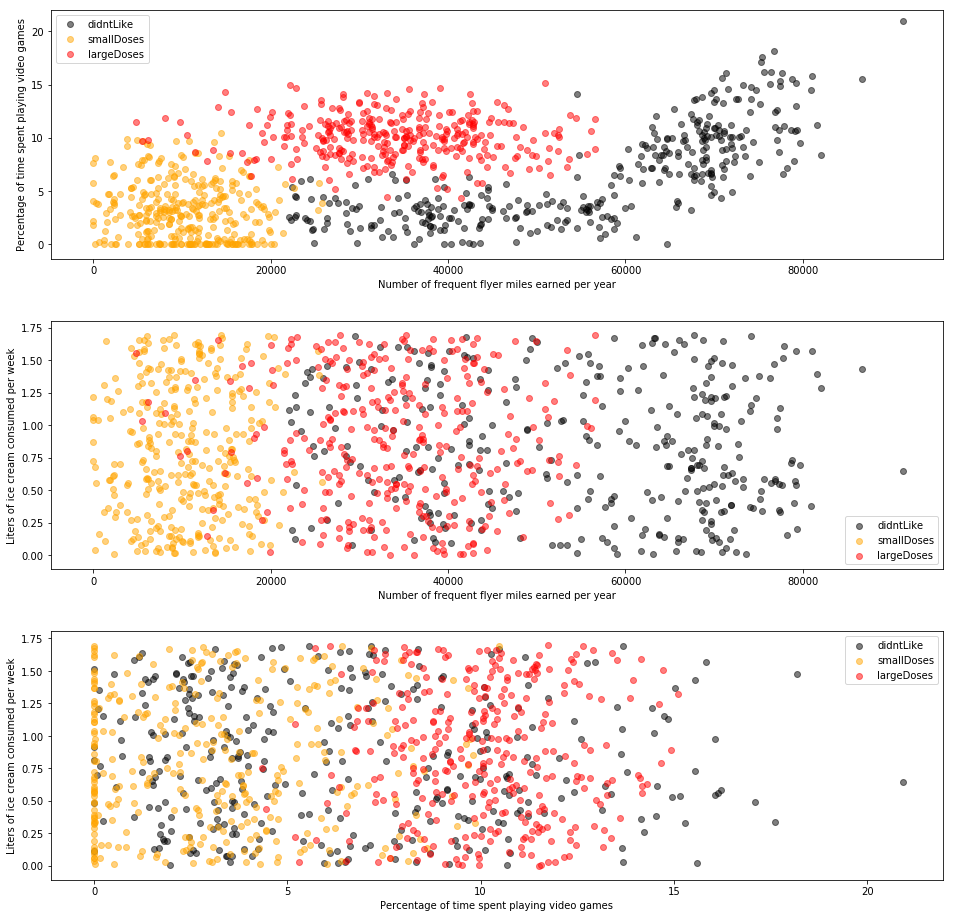 didntLike
smallDoses
largeDoses
Percentage of time spent playing video games
20
15
10
5
0
0 20000 40000 60000 80000
Number of frequent flyer miles earned per year
Liters of ice cream consumed per week
1.75
1.50
1.25
1.00
0.75
0.50
0.25
0.00
didntLike
smallDoses
largeDoses
0 20000 40000 60000 80000
Number of frequent flyer miles earned per year
didntLike
smallDoses
largeDoses
Liters of ice cream consumed per week
1.75
1.50
1.25
1.00
0.75
0.50
0.25
0.00
0 5 10 15 20
Percentage of time spent playing video games